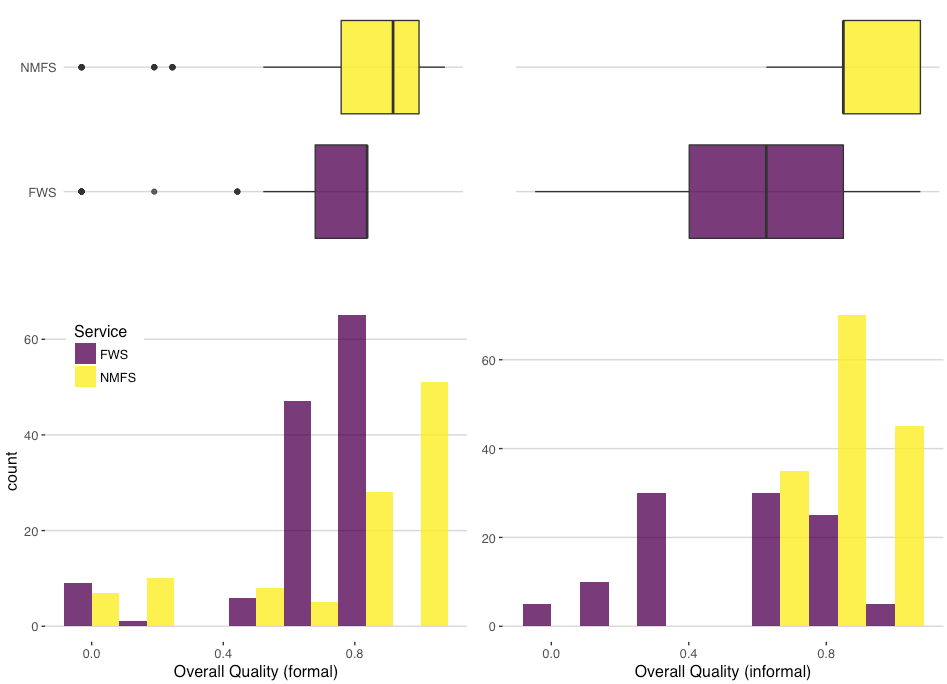 NMFS
FWS
Service
FWS
NMFS
count
60
40
20
0
0.0 0.4 0.8
Overall Quality (formal)
60
40
20
0
0.0 0.4 0.8
Overall Quality (informal)